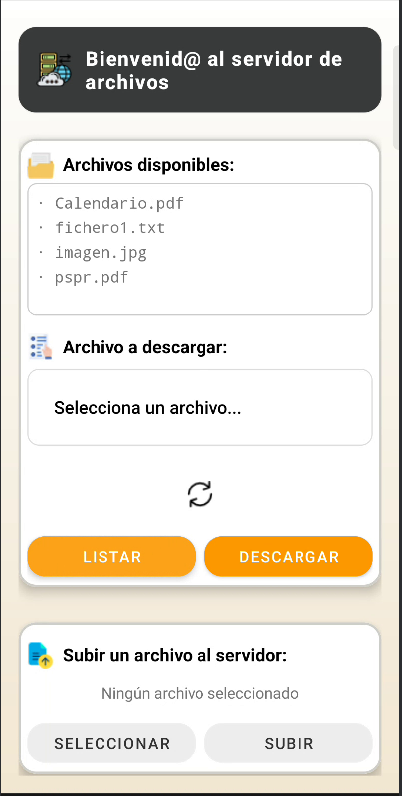 Bienvenid@ al servidor de
archivos
Archivos disponibles:
· Calendario.pdf
· fichero1.txt
· imagen.jpg
· pspr.pdf
Archivo a descargar:
Selecciona un archivo...
LISTAR
DESCARGAR
Subir un archivo al servidor:
Ningún archivo seleccionado
SELECCIONAR
SUBIR